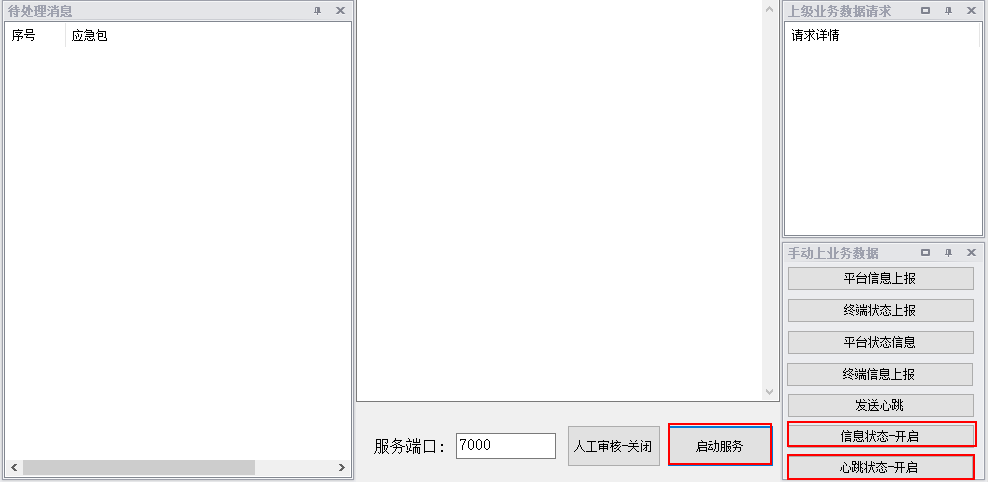 待处理消息
序号 应急包
服务端口： 7000 人工审核-关闭 启动服务
上级业务数据请求
请求详情
手动上业务数据
平台信息上报
终端状态上报
平台状态信息
终端信息上报
发送心跳
信息状态-开启
心跳状态-开启